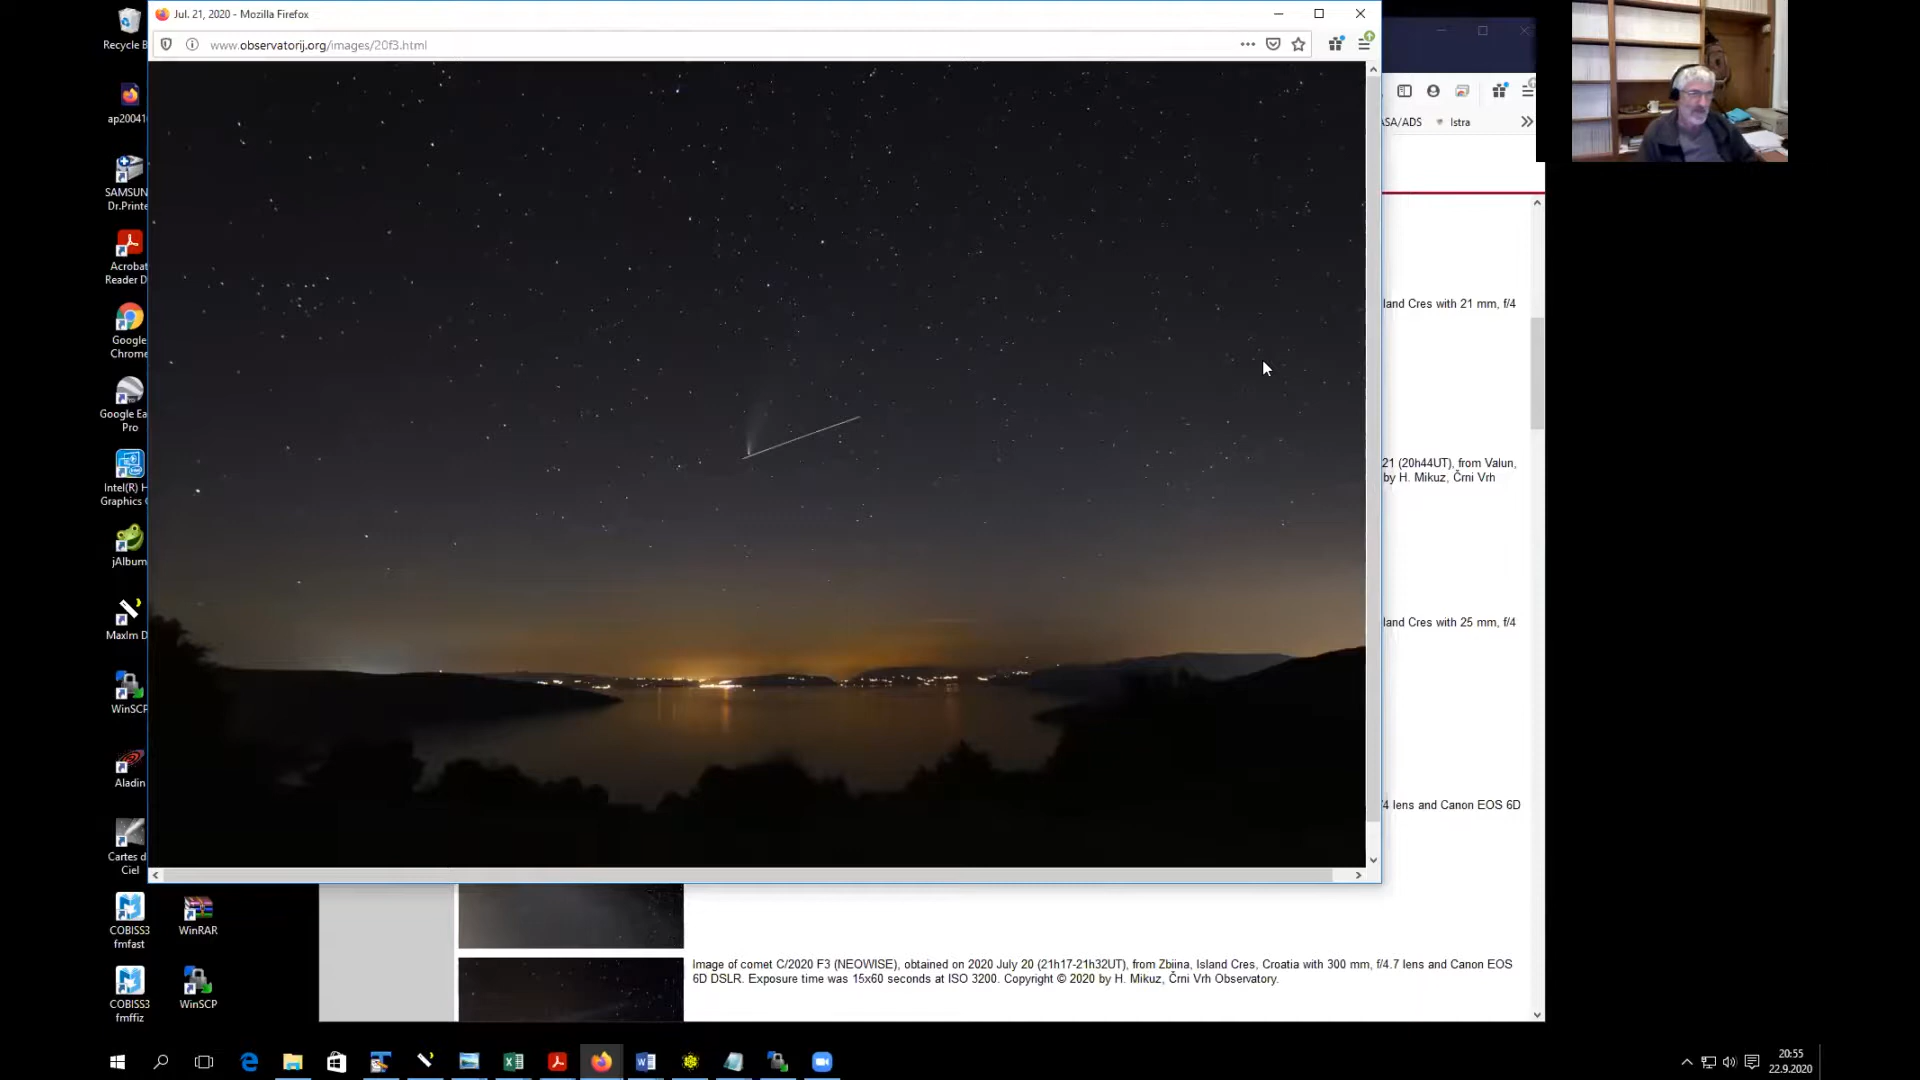 Jul. 21, 2020 - Mozilla Firefox
www.observatorij.org/images/20f3.html
Recycle B
ap20041
SAMSUN
Dr.Printe
Acrobat
Reader D
Google
Chrome
Google Ea
Pro
Intel(R) H
Graphics
jAlbum
MaxIm D
WinSCP
Aladin
Cartes d
Ciel
COBISS3
fmfast
WinRAR
COBISS3
fmffiz
WinSCP
ASA/ADS
Istra
land Cres with 21 mm, f/4
21 (20h44UT), from Valun,
by H. Mikuz, Črni Vrh
land Cres with 25 mm, f/4
/4 lens and Canon EOS 6D
Image of comet C/2020 F3 (NEOWISE), obtained on 2020 July 20 (21h17-21h32UT), from Zbiina, Island Cres, Croatia with 300 mm, f/4.7 lens and Canon EOS
6D DSLR. Exposure time was 15x60 seconds at ISO 3200. Copyright © 2020 by H. Mikuz, Črni Vrh Observatory.
20:55
22.9.2020